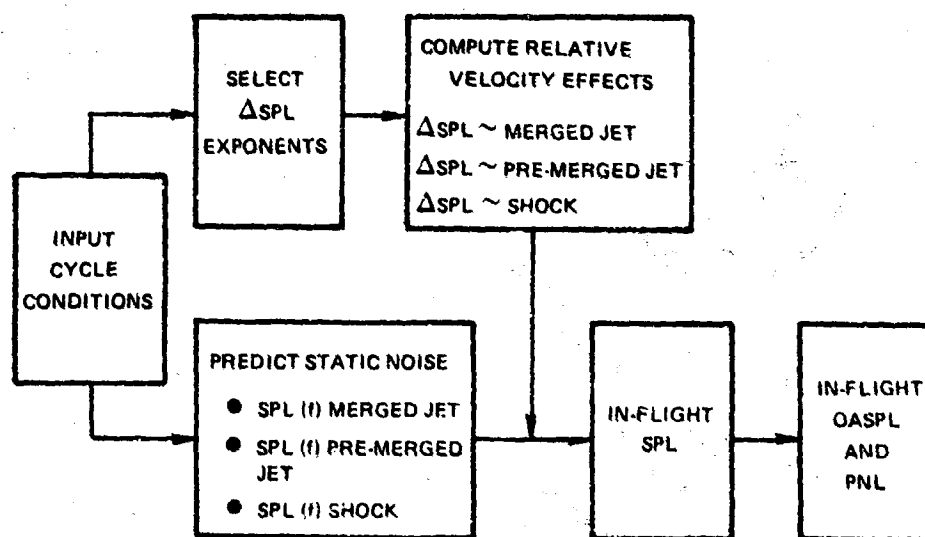 SELECT
ΔSPL
EXPONENTS
COMPUTE RELATIVE
VELOCITY EFFECTS
ΔSPL ~ MERGED JET
ΔSPL ~ PRE-MERGED JET
ΔSPL ~ SHOCK
INPUT
CYCLE
CONDITIONS
PREDICT STATIC NOISE
● SPL (f) MERGED JET
● SPL (f) PRE-MERGED
JET
● SPL (f) SHOCK
IN-FLIGHT
SPL
IN-FLIGHT
OASPL
AND
PNL